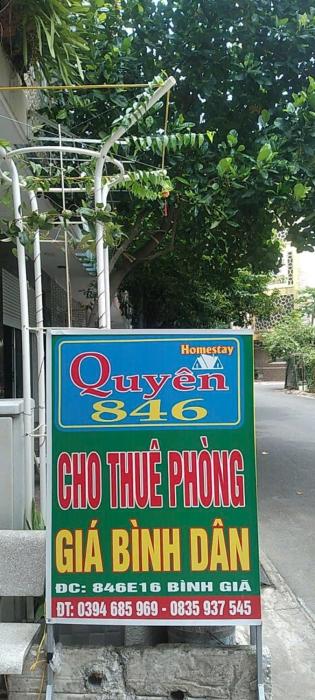 Homestay
Quyên
846
CHO THUÊ PHÒNG
GIÁ BÌNH DÂN
ĐC: 846E16 BÌNH GIÃ
ĐT: 0394 685 969 - 0835 937 545